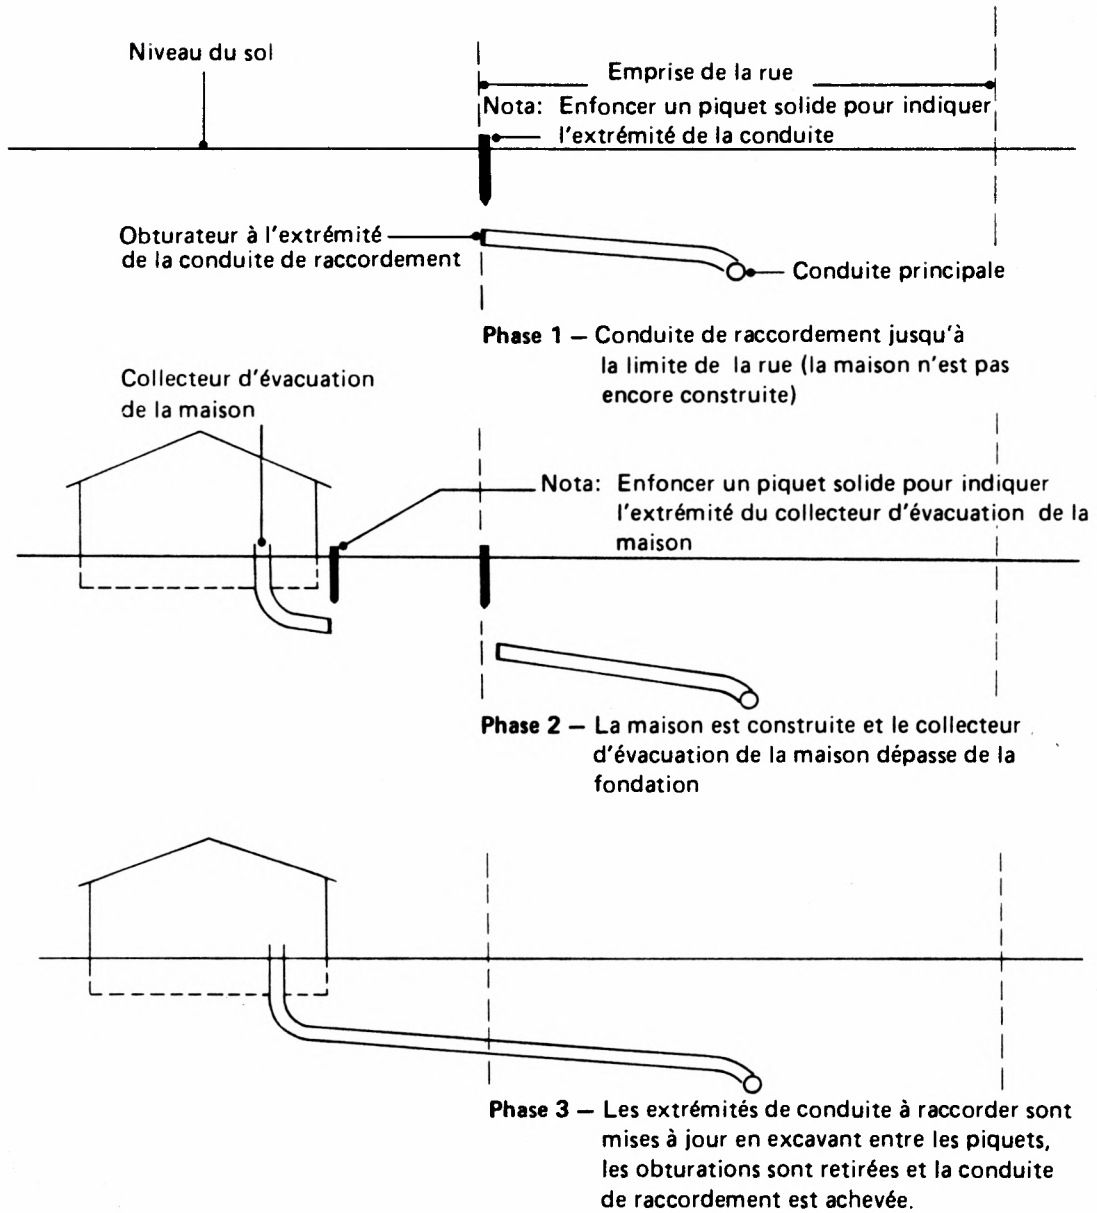 Niveau du sol
Emprise de la rue
Nota: Enfoncer un piquet solide pour indiquer
l'extrémité de la conduite
Obturateur à l'extrémité
de la conduite de raccordement
Conduite principale
Phase 1 — Conduite de raccordement jusqu'à
la limite de la rue (la maison n'est pas
encore construite)
Collecteur d'évacuation
de la maison
Nota: Enfoncer un piquet solide pour indiquer
l'extrémité du collecteur d'évacuation de la
maison
Phase 2 — La maison est construite et le collecteur
d'évacuation de la maison dépasse de la
fondation
Phase 3 — Les extrémités de conduite à raccorder sont
mises à jour en excavant entre les piquets,
les obturations sont retirées et la conduite
de raccordement est achevée.